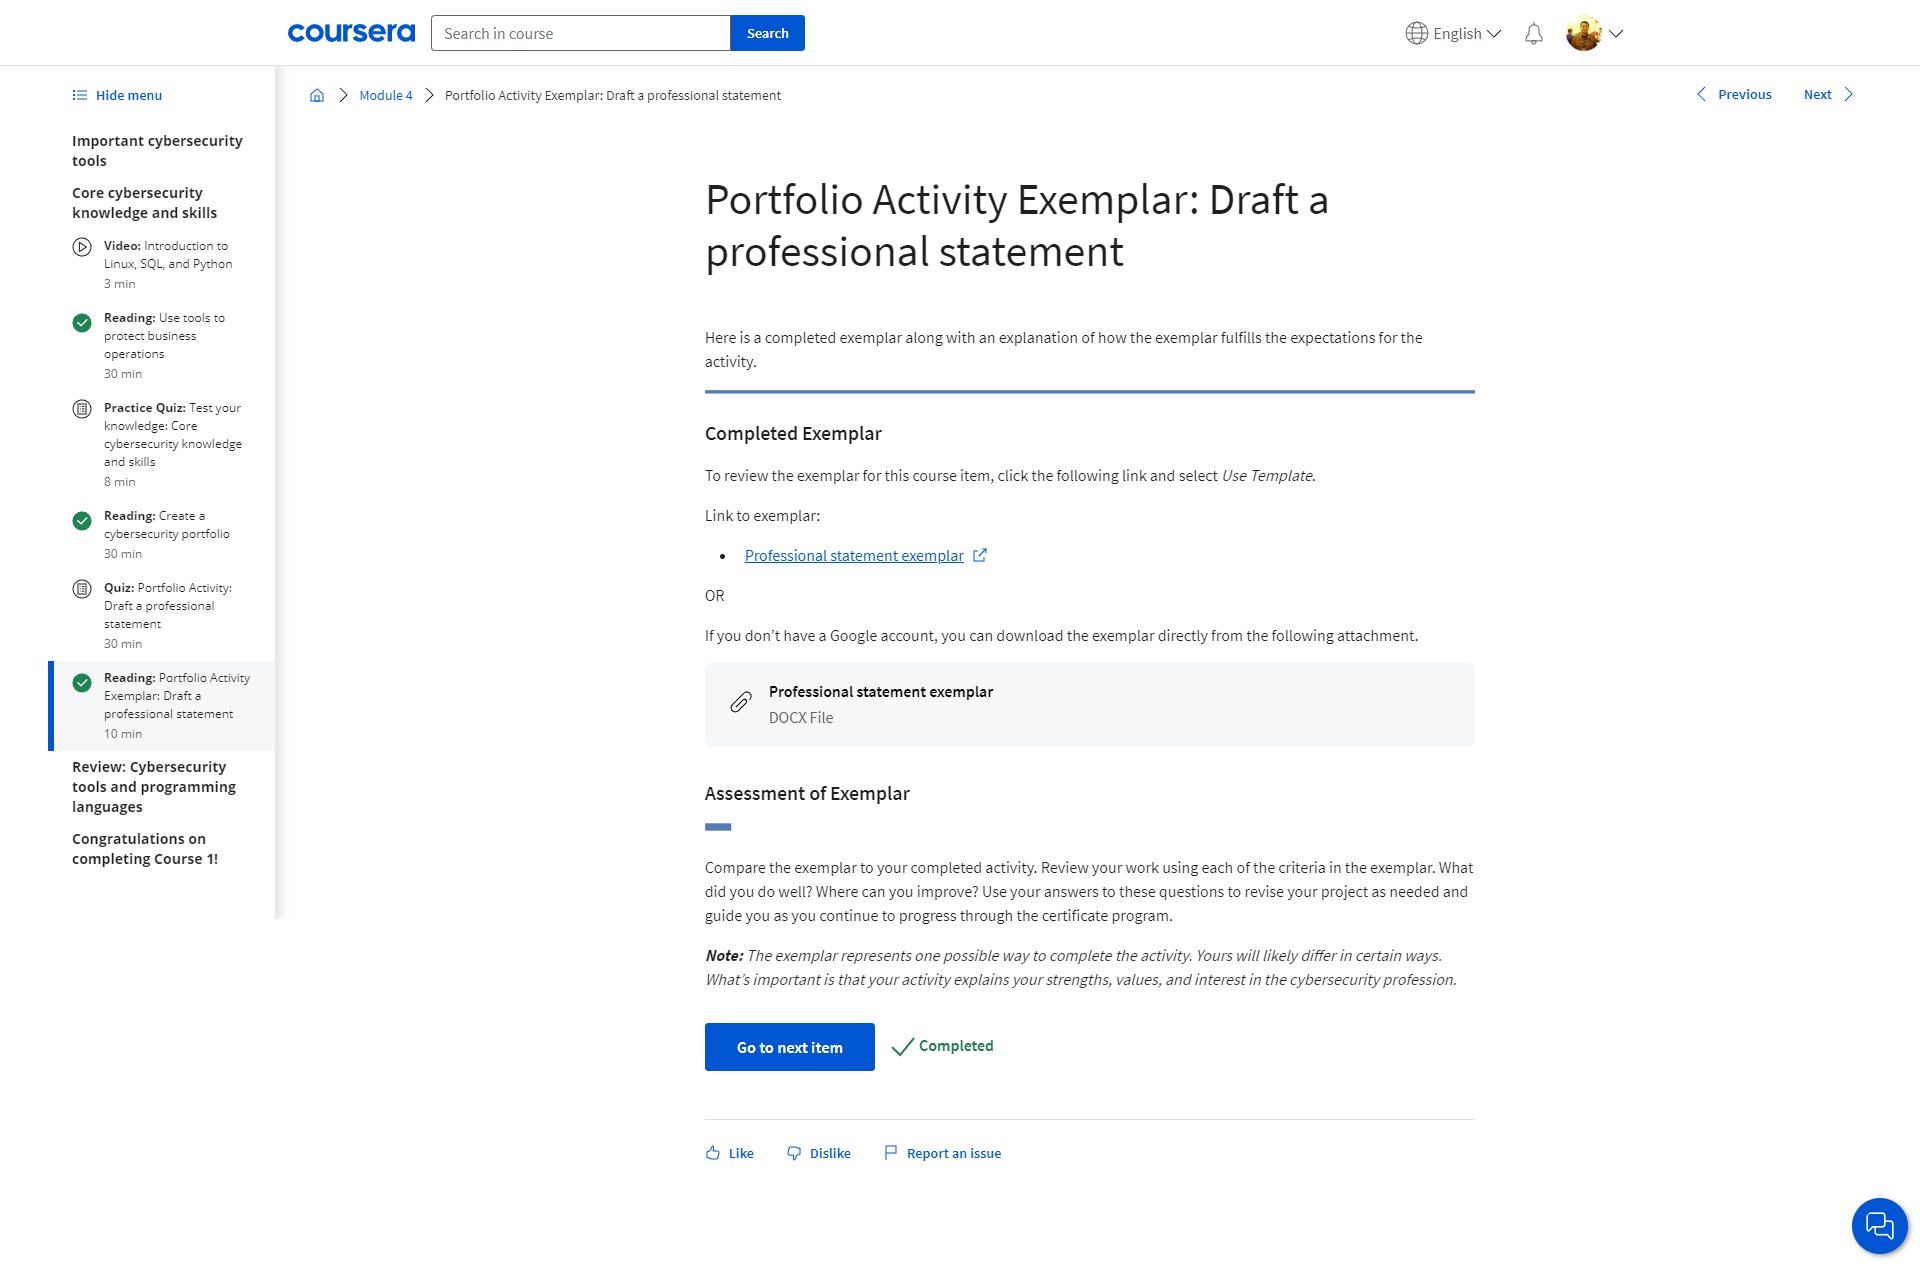 coursera
Search in course
Search
English
Hide menu
Important cybersecurity
tools
Core cybersecurity
knowledge and skills
Video: Introduction to
Linux, SQL, and Python
3 min
Reading: Use tools to
protect business
operations
30 min
Practice Quiz: Test your
knowledge: Core
cybersecurity knowledge
and skills
8 min
Reading: Create a
cybersecurity portfolio
30 min
Quiz: Portfolio Activity:
Draft a professional
statement
30 min
Reading: Portfolio Activity
Exemplar: Draft a
professional statement
10 min
Review: Cybersecurity
tools and programming
languages
Congratulations on
completing Course 1!
Module 4
Portfolio Activity Exemplar: Draft a professional statement
Previous
Next
Portfolio Activity Exemplar: Draft a
professional statement
Here is a completed exemplar along with an explanation of how the exemplar fulfills the expectations for the
activity.
Completed Exemplar
To review the exemplar for this course item, click the following link and select Use Template.
Link to exemplar:
Professional statement exemplar
OR
If you don’t have a Google account, you can download the exemplar directly from the following attachment.
Professional statement exemplar
DOCX File
Assessment of Exemplar
Compare the exemplar to your completed activity. Review your work using each of the criteria in the exemplar. What
did you do well? Where can you improve? Use your answers to these questions to revise your project as needed and
guide you as you continue to progress through the certificate program.
Note: The exemplar represents one possible way to complete the activity. Yours will likely differ in certain ways.
What’s important is that your activity explains your strengths, values, and interest in the cybersecurity profession.
Go to next item
Completed
Like
Dislike
Report an issue